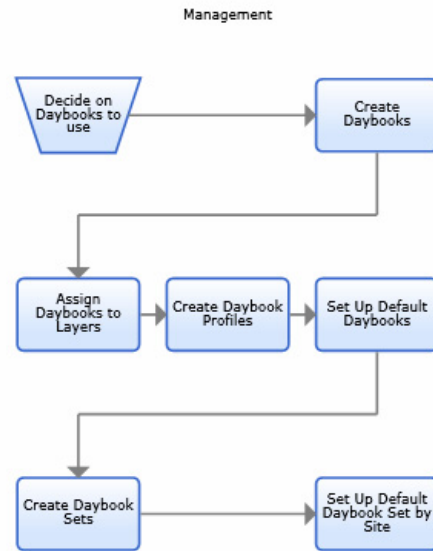 Management
Decide on
Daybooks to
use
Create
Daybooks
Assign
Daybooks to
Layers
Create Daybook
Profiles
Set Up Default
Daybooks
Create Daybook
Sets
Set Up Default
Daybook Set by
Site